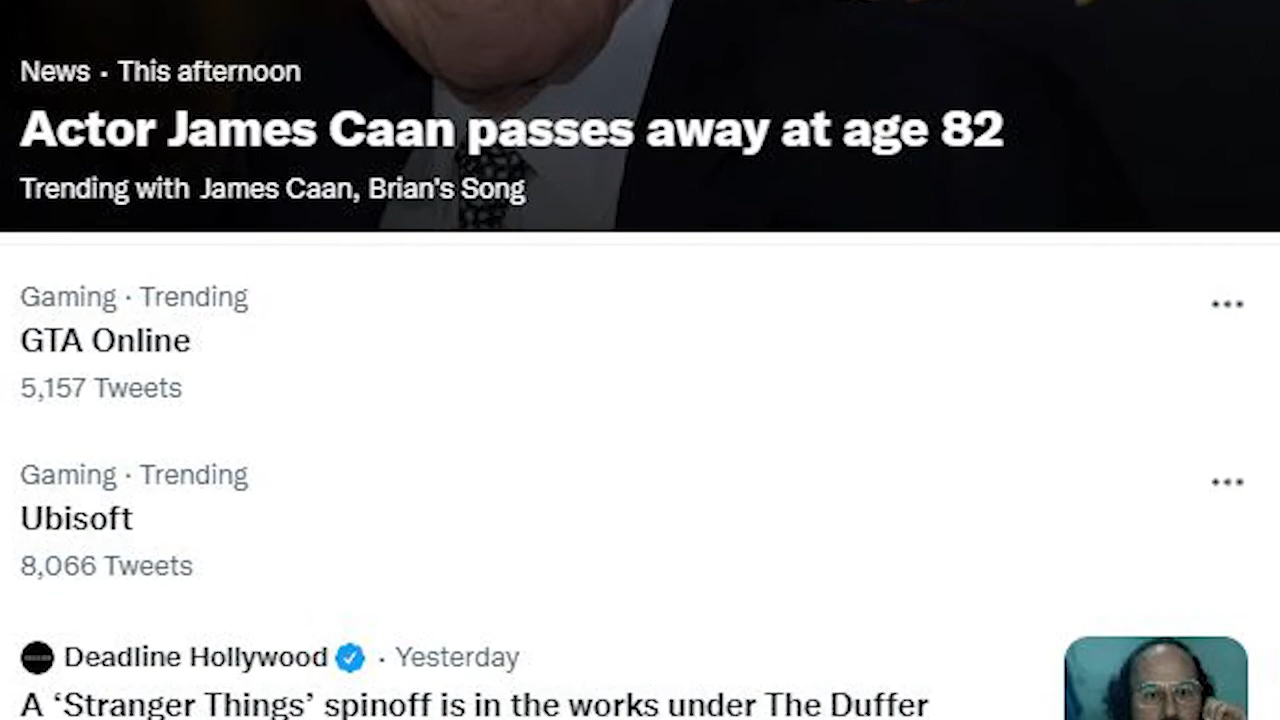 News · This afternoon
Actor James Caan passes away at age 82
Trending with James Caan, Brian's Song
Gaming · Trending
GTA Online
5,157 Tweets
Gaming · Trending
Ubisoft
8,066 Tweets
Deadline Hollywood · Yesterday
A ‘Stranger Things’ spinoff is in the works under The Duffer